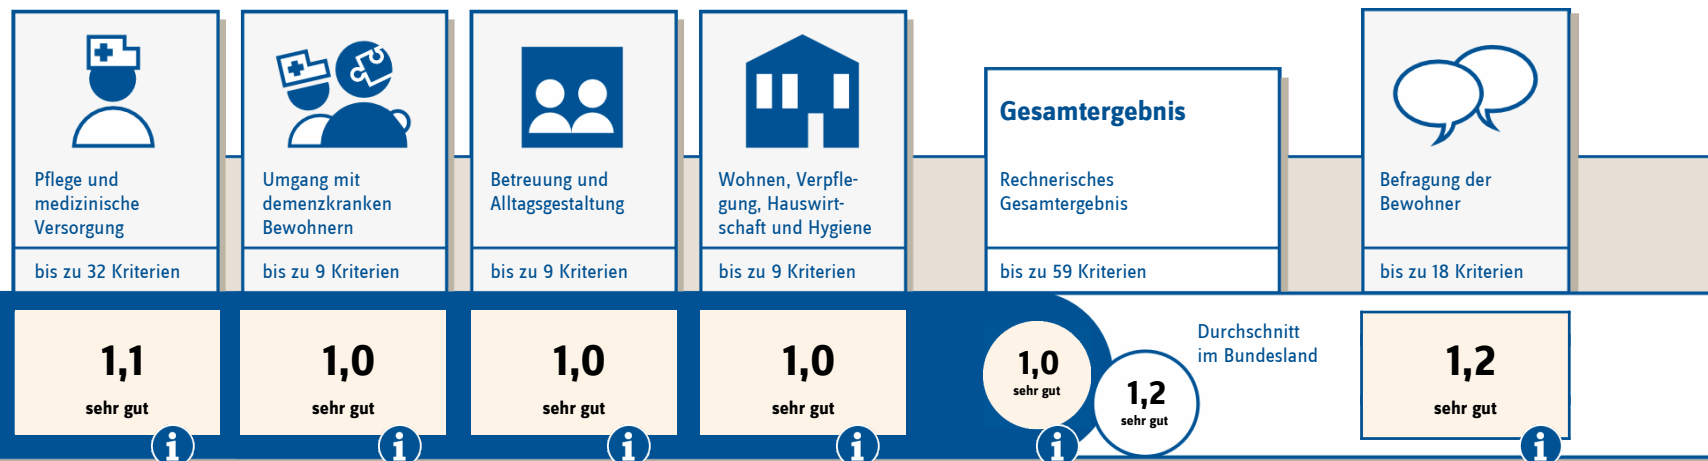 Pflege und
medizinische
Versorgung
bis zu 32 Kriterien
1,1
sehr gut
i
Umgang mit
demenzkranken
Bewohnern
bis zu 9 Kriterien
1,0
sehr gut
i
Betreuung und
Alltagsgestaltung
bis zu 9 Kriterien
1,0
sehr gut
i
Wohnen, Verpfle-
gung, Hauswirt-
schaft und Hygiene
bis zu 9 Kriterien
1,0
sehr gut
i
Gesamtergebnis
Rechnerisches
Gesamtergebnis
bis zu 59 Kriterien
1,0
sehr gut
i
Durchschnitt
im Bundesland
1,2
sehr gut
Befragung der
Bewohner
bis zu 18 Kriterien
1,2
sehr gut
i